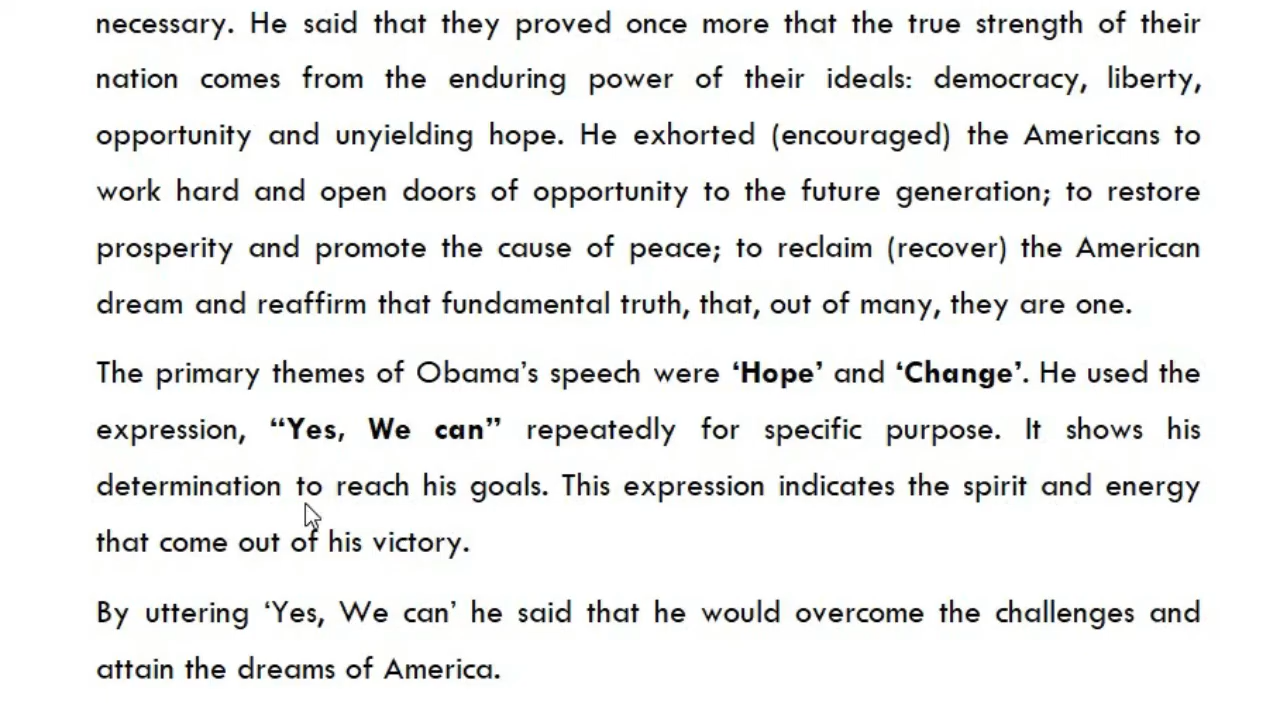 necessary. He said that they proved once more that the true strength of their
nation comes from the enduring power of their ideals: democracy, liberty,
opportunity and unyielding hope. He exhorted (encouraged) the Americans to
work hard and open doors of opportunity to the future generation; to restore
prosperity and promote the cause of peace; to reclaim (recover) the American
dream and reaffirm that fundamental truth, that, out of many, they are one.
The primary themes of Obama’s speech were ‘Hope’ and ‘Change’. He used the
expression, “Yes, We can” repeatedly for specific purpose. It shows his
determination to reach his goals. This expression indicates the spirit and energy
that come out of his victory.
By uttering ‘Yes, We can’ he said that he would overcome the challenges and
attain the dreams of America.